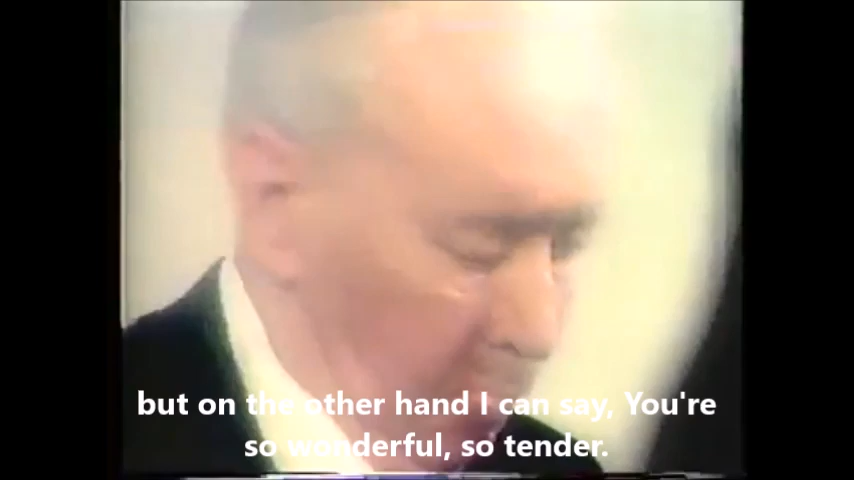 but on the other hand I can say, You're
so wonderful, so tender.